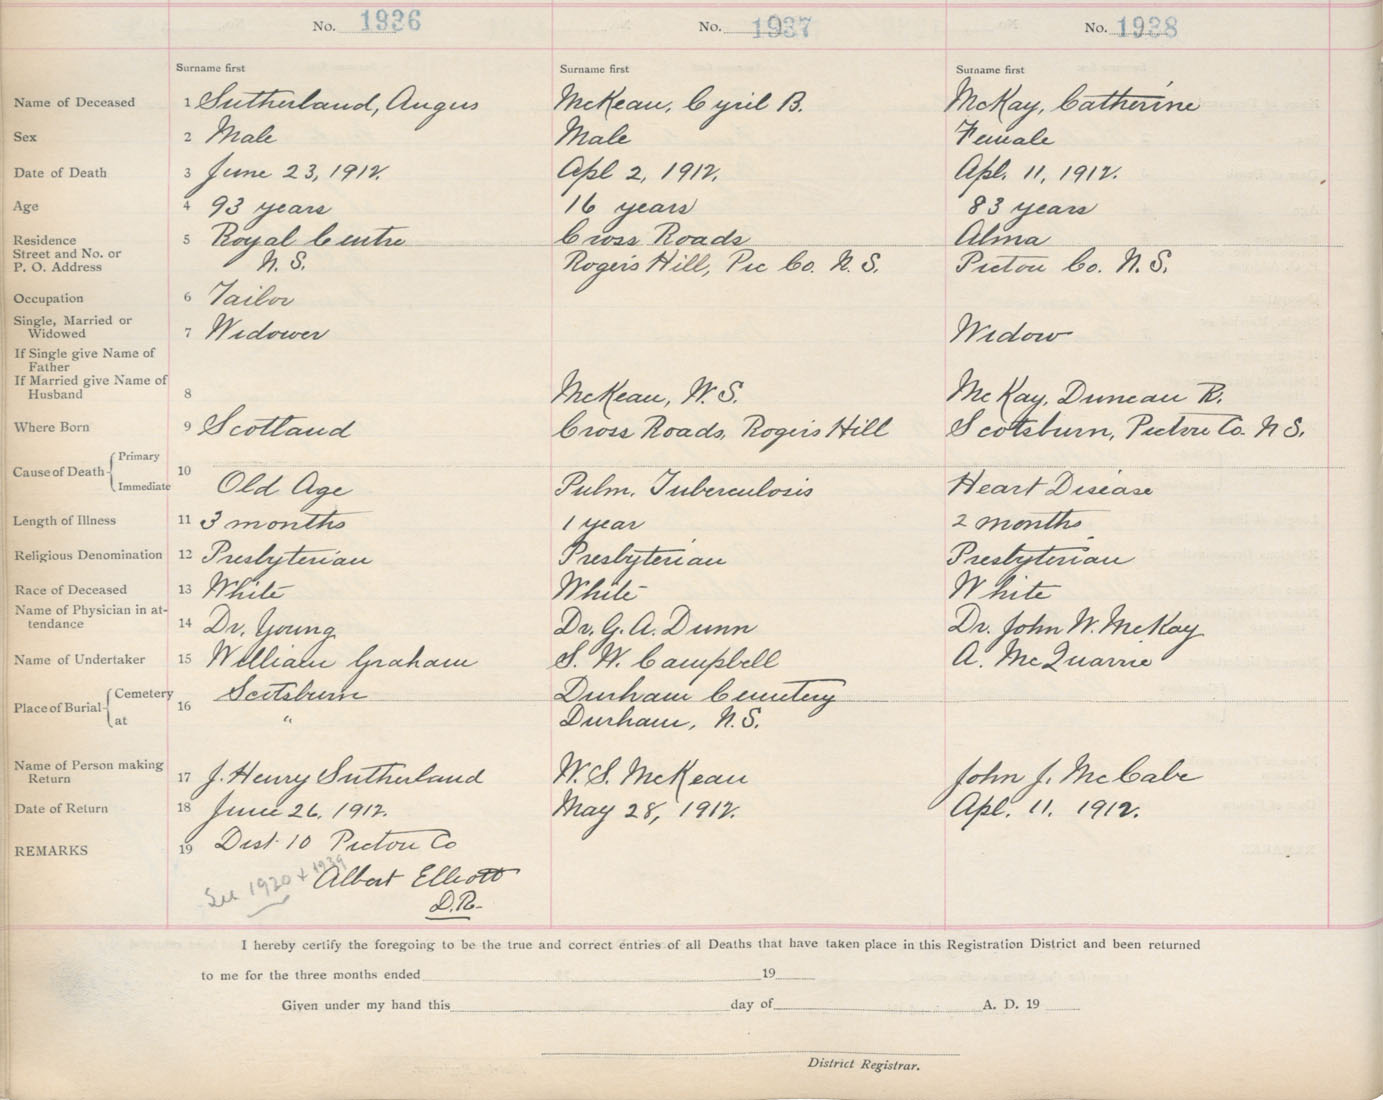 No. 1936 No. 1937 No. 1938
Surname first Surname first Surname first
Name of Deceased 1 Sutherland, Angus McKean, Cyril B. McKay, Catherine
Sex 2 Male Male Female
Date of Death 3 June 23, 1912. Apl 2, 1912. Apl. 11, 1912.
Age 4 93 years 16 years 83 years
Residence 5 Royal Centre Cross Roads Alma
Street and No. or
P. O. Address N. S. Rogers Hill, Pic Co. N. S. Pictou Co. N. S.
Occupation 6 Tailor
Single, Married or
Widowed 7 Widower Widow
If Single give Name of
Father
If Married give Name of
Husband 8 McKean, W. S. McKay, Duncan R.
Where Born 9 Scotland Cross Roads, Rogers Hill Scotsburn, Pictou Co. N S.
Cause of Death Primary 10
Immediate Old Age Pulm. Tuberculosis Heart Disease
Length of Illness 11 3 months 1 year 2 months
Religious Denomination 12 Presbyterian Presbyterian Presbyterian
Race of Deceased 13 White White White
Name of Physician in at-
tendance 14 Dr. Young Dr. G. A. Dunn Dr. John W. McKay
Name of Undertaker 15 William Graham S. W. Campbell A. McQuarrie
Place of Burial Cemetery 16 Scotsburn Durham Cemetery
at " Durham, N. S.
Name of Person making
Return 17 J. Henry Sutherland W. S. McKean John J. McCabe
Date of Return 18 June 26, 1912. May 28, 1912. Apl. 11. 1912.
REMARKS 19 Dist 10 Pictou Co
See 1920 + 1939 Albert Elliott
D. R.
I hereby certify the foregoing to be the true and correct entries of all Deaths that have taken place in this Registration District and been returned
to me for the three months ended 19
Given under my hand this day of A. D. 19
District Registrar.